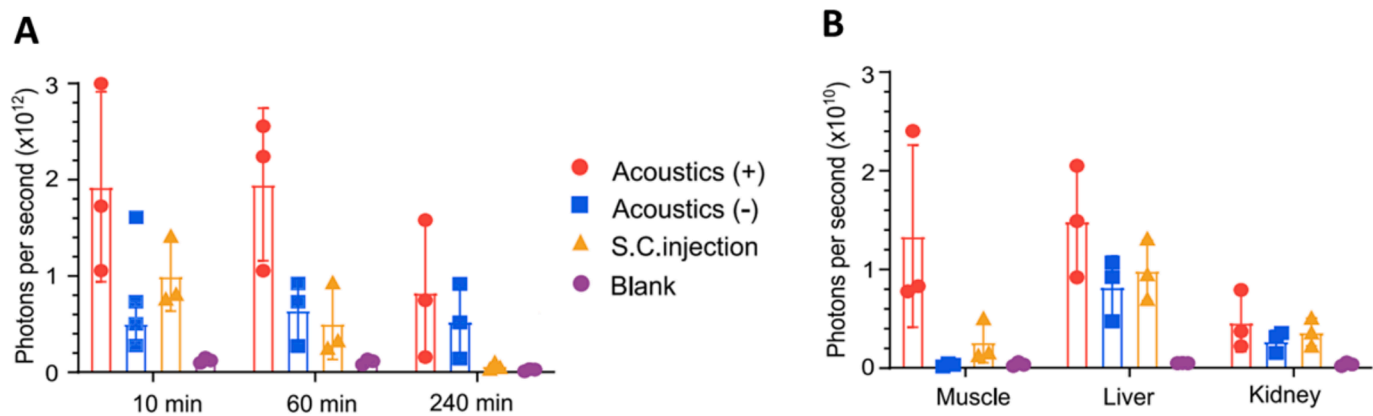 A
Photons per second (x10¹²)
3
2
1
0
10 min
60 min
240 min
Acoustics (+)
Acoustics (-)
S.C.injection
Blank
B
Photons per second (x10¹⁰)
3
2
1
0
Muscle
Liver
Kidney